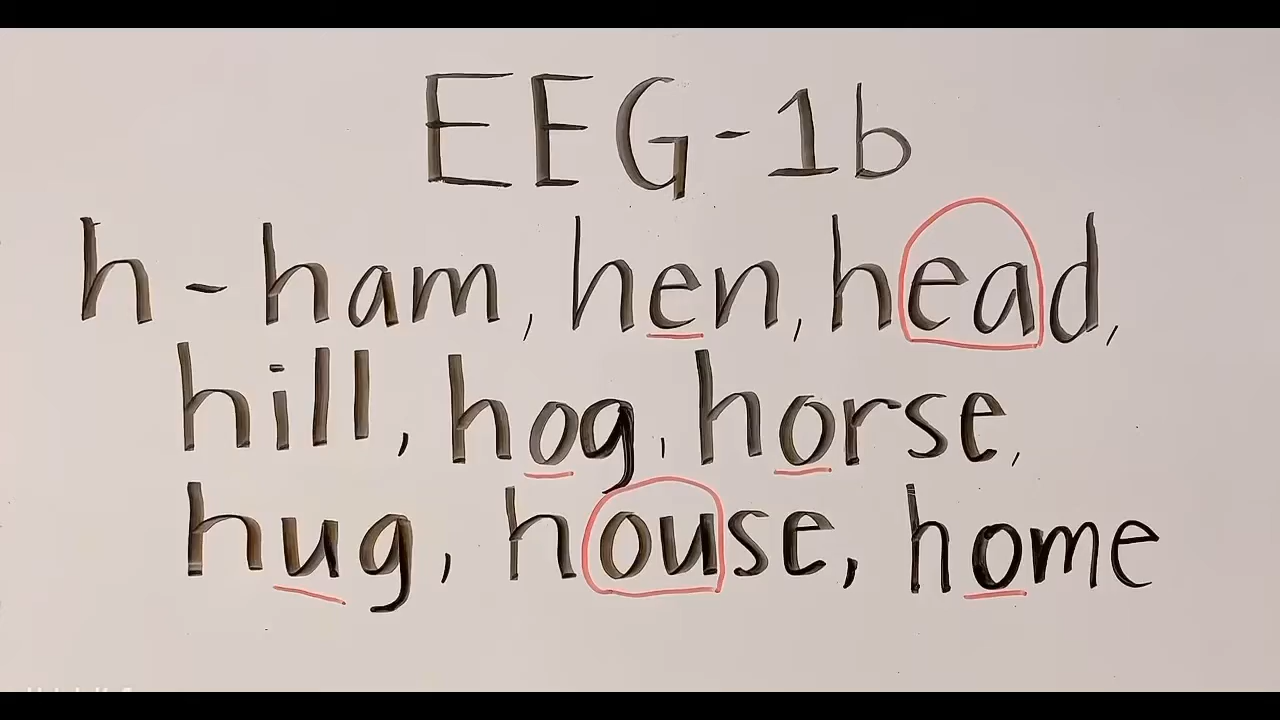 EEG-1b
h - ham, hen, head,
hill, hog, horse,
hug, house, home